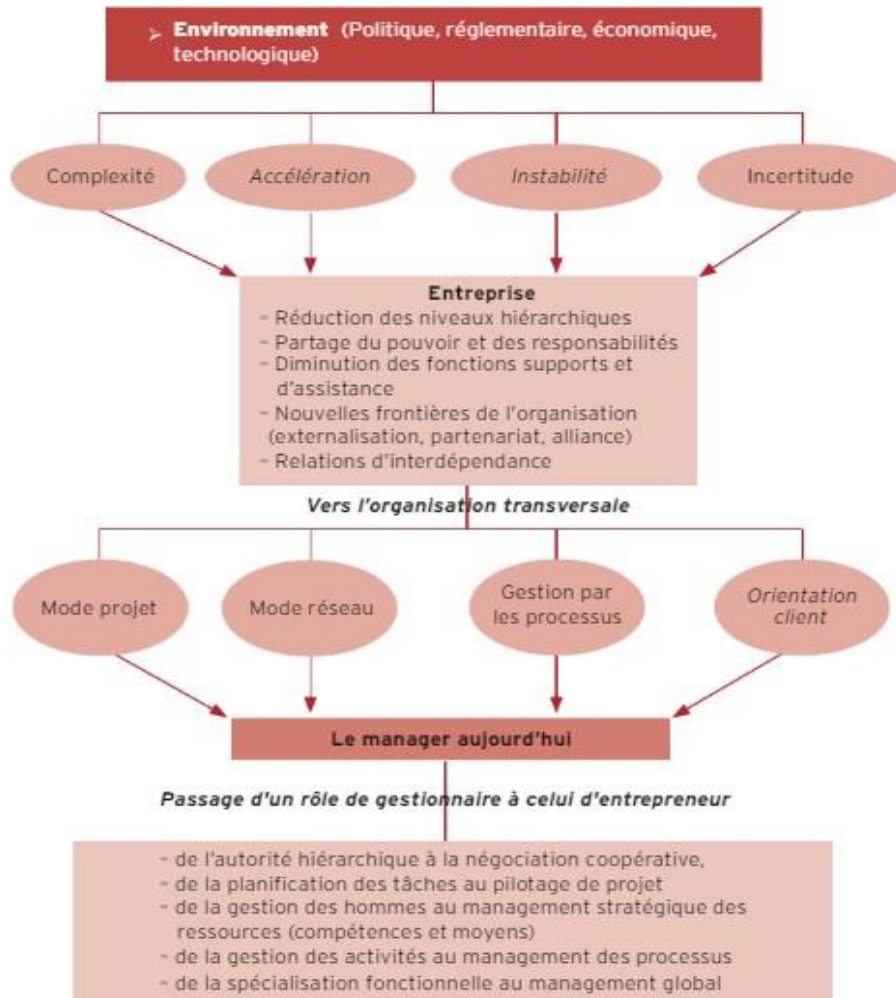 ➢ Environnement (Politique, réglementaire, économique,
technologique)
Complexité
Accélération
Instabilité
Incertitude
Entreprise
– Réduction des niveaux hiérarchiques
– Partage du pouvoir et des responsabilités
– Diminution des fonctions supports et
d'assistance
– Nouvelles frontières de l'organisation
(externalisation, partenariat, alliance)
– Relations d'interdépendance
Vers l'organisation transversale
Mode projet
Mode réseau
Gestion par
les processus
Orientation
client
Le manager aujourd'hui
Passage d'un rôle de gestionnaire à celui d'entrepreneur
– de l'autorité hiérarchique à la négociation coopérative,
– de la planification des tâches au pilotage de projet
– de la gestion des hommes au management stratégique des
ressources (compétences et moyens)
– de la gestion des activités au management des processus
– de la spécialisation fonctionnelle au management global